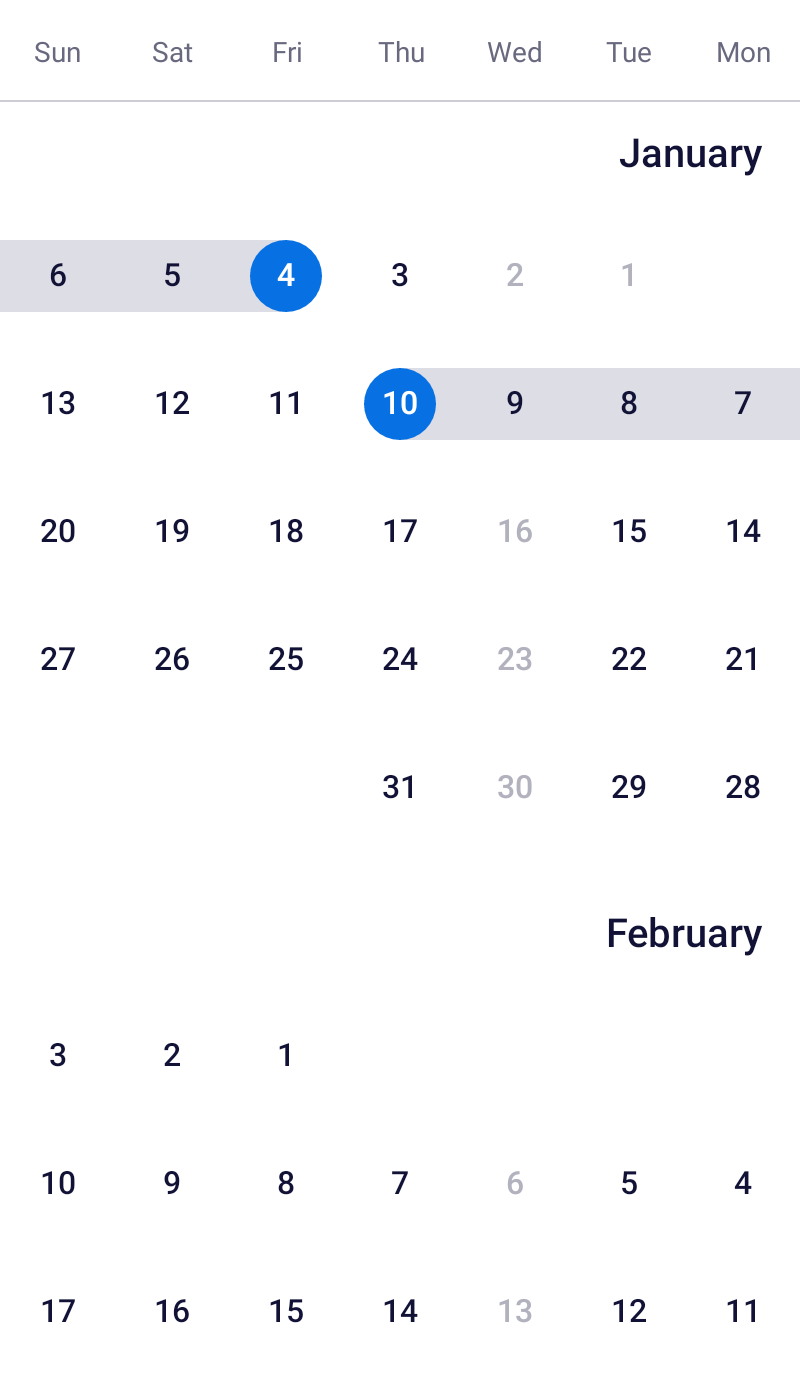 Sun Sat Fri Thu Wed Tue Mon
January
6 5 4 3 2 1
13 12 11 10 9 8 7
20 19 18 17 16 15 14
27 26 25 24 23 22 21
31 30 29 28
February
3 2 1
10 9 8 7 6 5 4
17 16 15 14 13 12 11